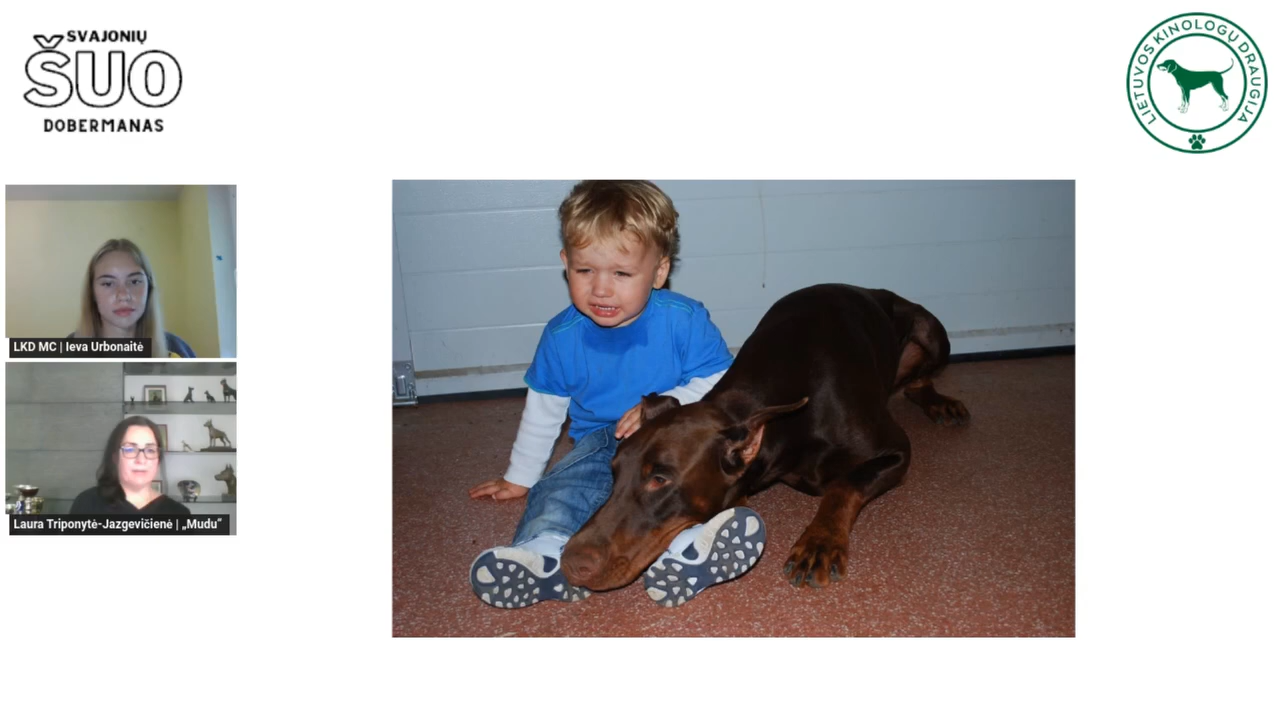 SVAJONIŲ
ŠUO
DOBERMANAS
LIETUVOS KINOLOGŲ DRAUGIJA
LKD MC | Ieva Urbonaitė
Laura Triponytė-Jazgevičienė | „Mudu“